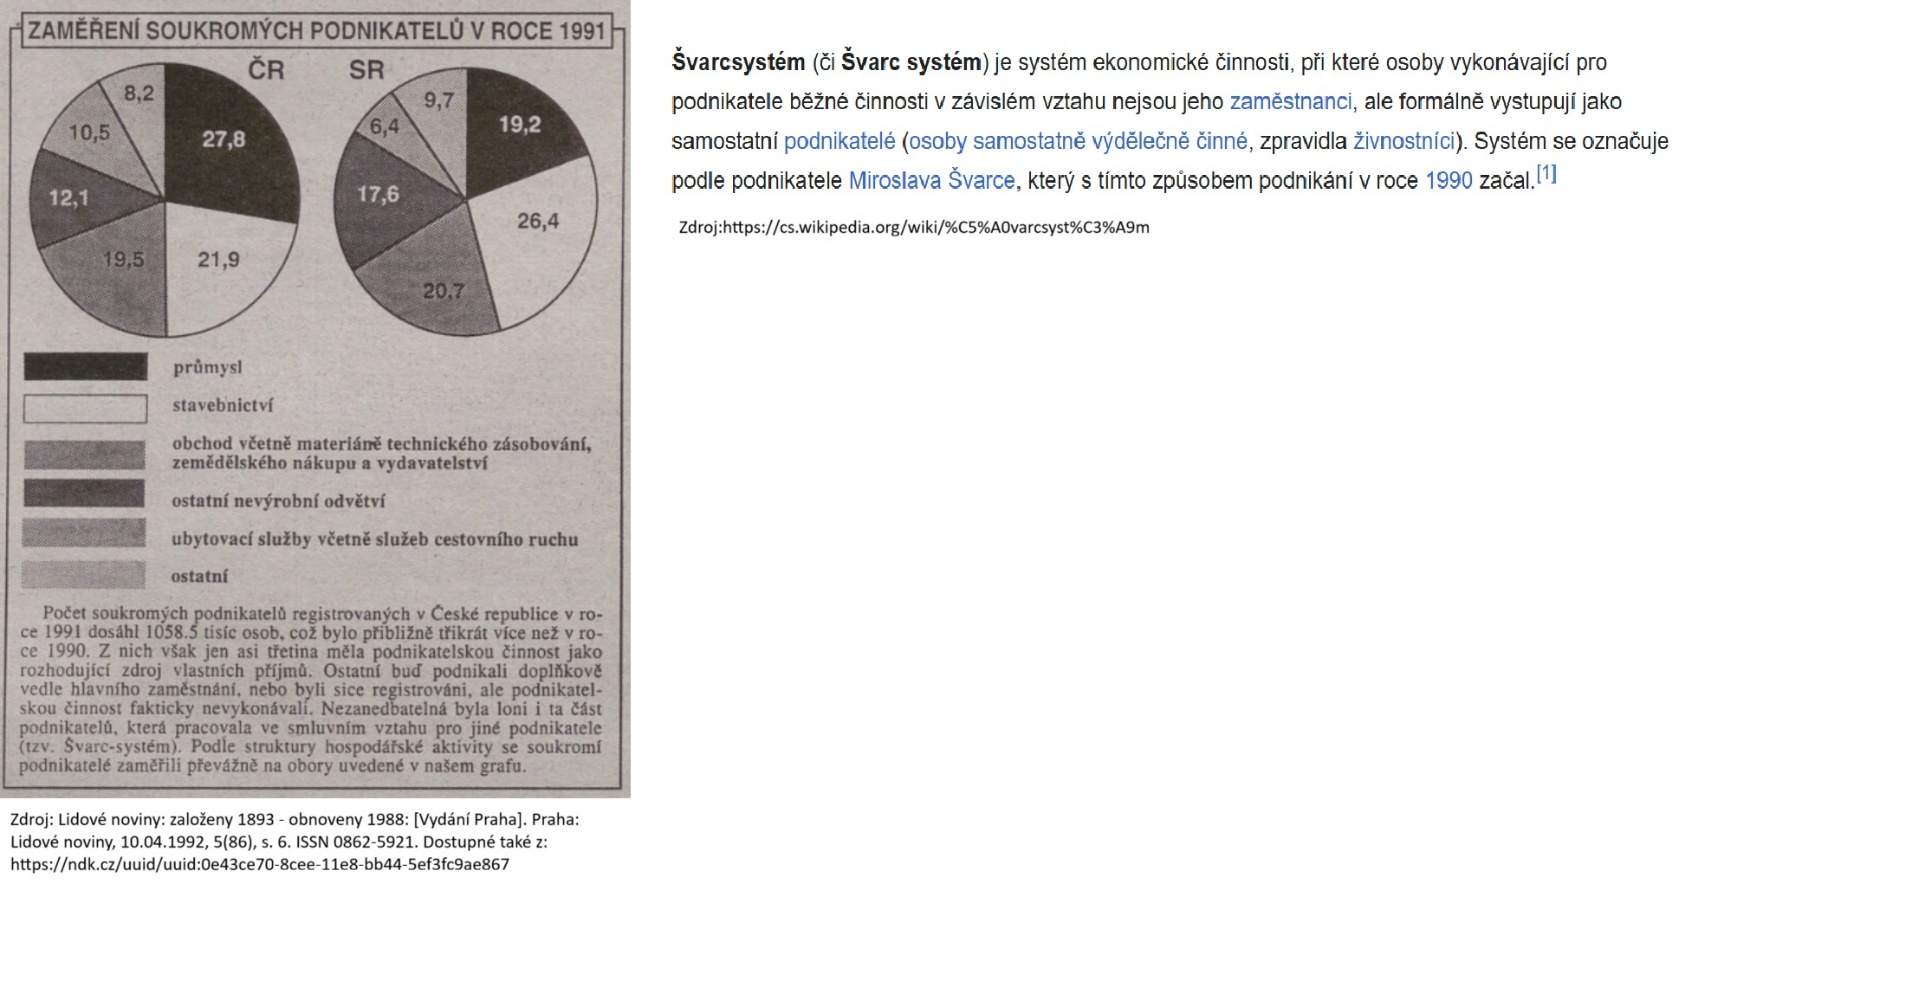 ZAMĚŘENÍ SOUKROMÝCH PODNIKATELŮ V ROCE 1991
ČR
SR
8,2
27,8
10,5
12,1
19,5
21,9
9,7
19,2
6,4
17,6
26,4
20,7
průmysl
stavebnictví
obchod včetně materiáně technického zásobování,
zemědělského nákupu a vydavatelství
ostatní nevýrobní odvětví
ubytovací služby včetně služeb cestovního ruchu
ostatní
Počet soukromých podnikatelů registrovaných v České republice v ro-
ce 1991 dosáhl 1058.5 tisíc osob, což bylo přibližně třikrát více než v ro-
ce 1990. Z nich však jen asi třetina měla podnikatelskou činnost jako
rozhodující zdroj vlastních příjmů. Ostatní buď podnikali doplňkově
vedle hlavního zaměstnání, nebo byli sice registrováni, ale podnikatel-
skou činnost fakticky nevykonávali. Nezanedbatelná byla loni i ta část
podnikatelů, která pracovala ve smluvním vztahu pro jiné podnikatele
(tzv. Švarc-systém). Podle struktury hospodářské aktivity se soukromí
podnikatelé zaměřili převážně na obory uvedené v našem grafu.
Zdroj: Lidové noviny: založeny 1893 - obnoveny 1988: [Vydání Praha]. Praha:
Lidové noviny, 10.04.1992, 5(86), s. 6. ISSN 0862-5921. Dostupné také z:
https://ndk.cz/uuid/uuid:0e43ce70-8cee-11e8-bb44-5ef3fc9ae867
Švarcsystém (či Švarc systém) je systém ekonomické činnosti, při které osoby vykonávající pro
podnikatele běžné činnosti v závislém vztahu nejsou jeho zaměstnanci, ale formálně vystupují jako
samostatní podnikatelé (osoby samostatně výdělečně činné, zpravidla živnostníci). Systém se označuje
podle podnikatele Miroslava Švarce, který s tímto způsobem podnikání v roce 1990 začal.[1]
Zdroj:https://cs.wikipedia.org/wiki/%C5%A0varcsyst%C3%A9m